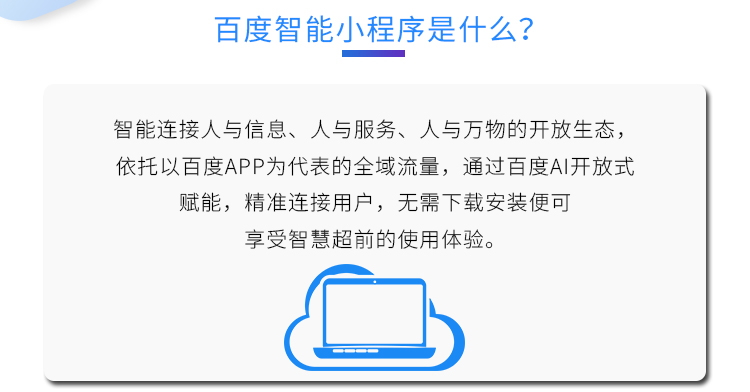 百度智能小程序是什么？
智能连接人与信息、人与服务、人与万物的开放生态，
依托以百度APP为代表的全域流量，通过百度AI开放式
赋能，精准连接用户，无需下载安装便可
享受智慧超前的使用体验。